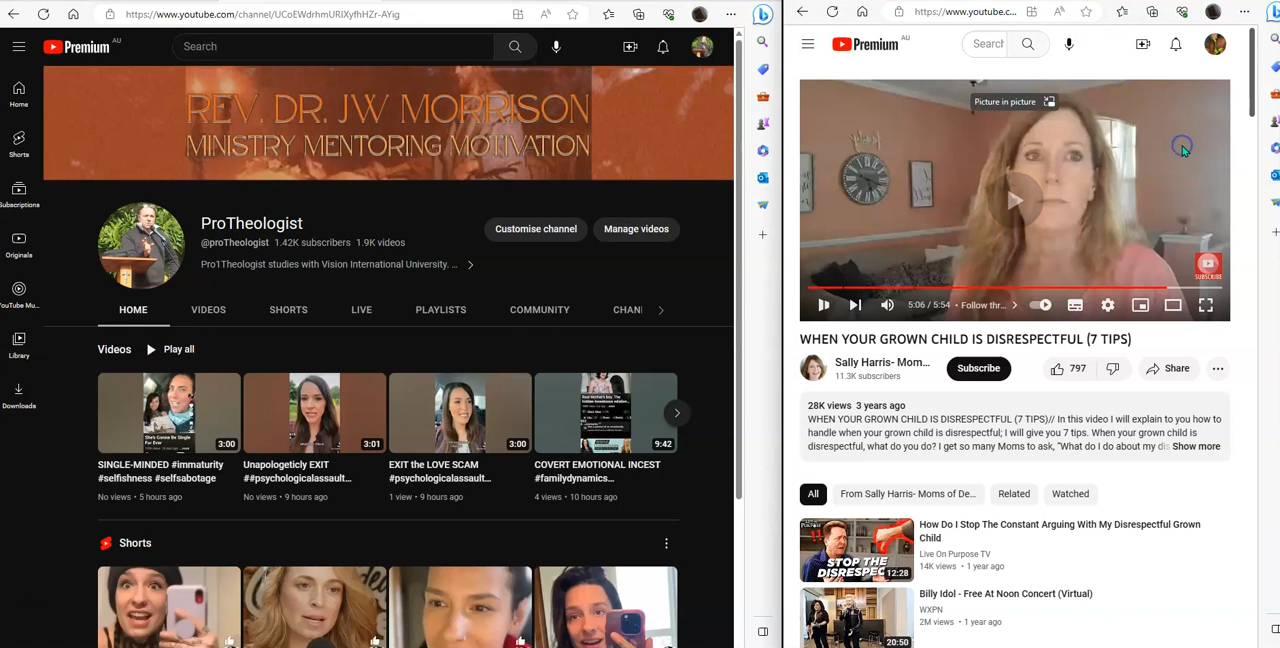 https://www.youtube.com/channel/UCoEWdrhmURIXyfhHZr-AYig
Premium AU
Search
Home
Shorts
Subscriptions
Originals
YouTube Mu...
Library
Downloads
REV. DR. JW MORRISON
MINISTRY MENTORING MOTIVATION
ProTheologist
@proTheologist 1.42K subscribers 1.9K videos
Pro1Theologist studies with Vision International University. ...
Customise channel
Manage videos
HOME VIDEOS SHORTS LIVE PLAYLISTS COMMUNITY CHAN
Videos Play all
3:00
SINGLE-MINDED #immaturity
#selfishness #selfsabotage
No views • 5 hours ago
3:01
Unapologeticly EXIT
##psychologicalassault...
No views • 9 hours ago
3:00
EXIT the LOVE SCAM
#psychologicalassault...
1 view • 9 hours ago
9:42
COVERT EMOTIONAL INCEST
#familydynamics...
4 views • 10 hours ago
Shorts
https://www.youtube.c...
Premium AU
Search
Picture in picture
SUBSCRIBE
5:06 / 5:54 • Follow thr...
WHEN YOUR GROWN CHILD IS DISRESPECTFUL (7 TIPS)
Sally Harris- Mom...
11.3K subscribers
Subscribe
797
Share
28K views 3 years ago
WHEN YOUR GROWN CHILD IS DISRESPECTFUL (7 TIPS)// In this video I will explain to you how to
handle when your grown child is disrespectful; I will give you 7 tips. When your grown child is
disrespectful, what do you do? I get so many Moms to ask, "What do I do about my dis Show more
All
From Sally Harris- Moms of De...
Related
Watched
STOP THE
DISRESPEC
12:28
How Do I Stop The Constant Arguing With My Disrespectful Grown
Child
Live On Purpose TV
14K views • 1 year ago
20:50
Billy Idol - Free At Noon Concert (Virtual)
WXPN
2M views • 1 year ago